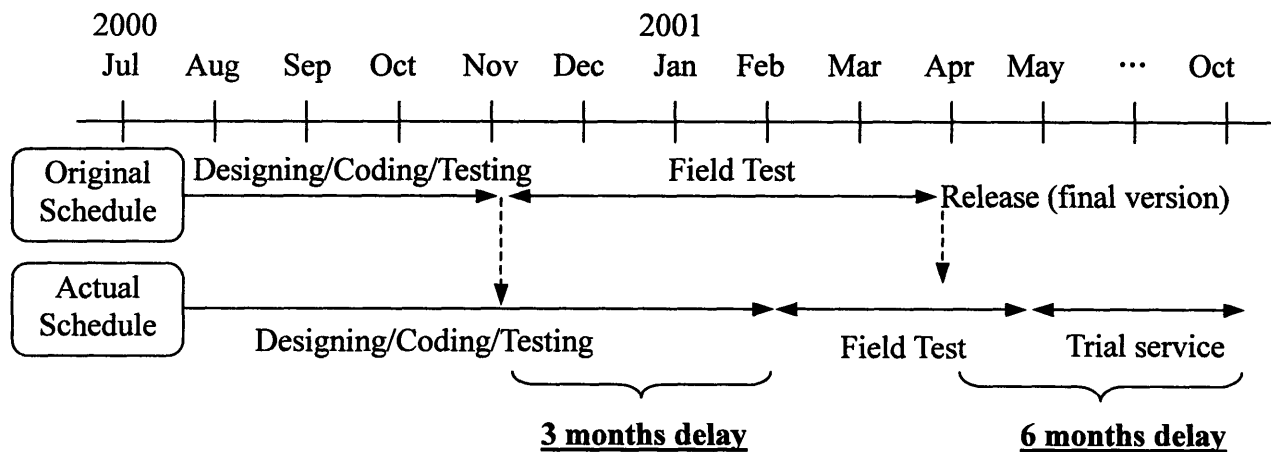 2000 2001
Jul Aug Sep Oct Nov Dec Jan Feb Mar Apr May ... Oct
Original
Schedule
Designing/Coding/Testing
Field Test
Release (final version)
Actual
Schedule
Designing/Coding/Testing
Field Test
Trial service
3 months delay
6 months delay